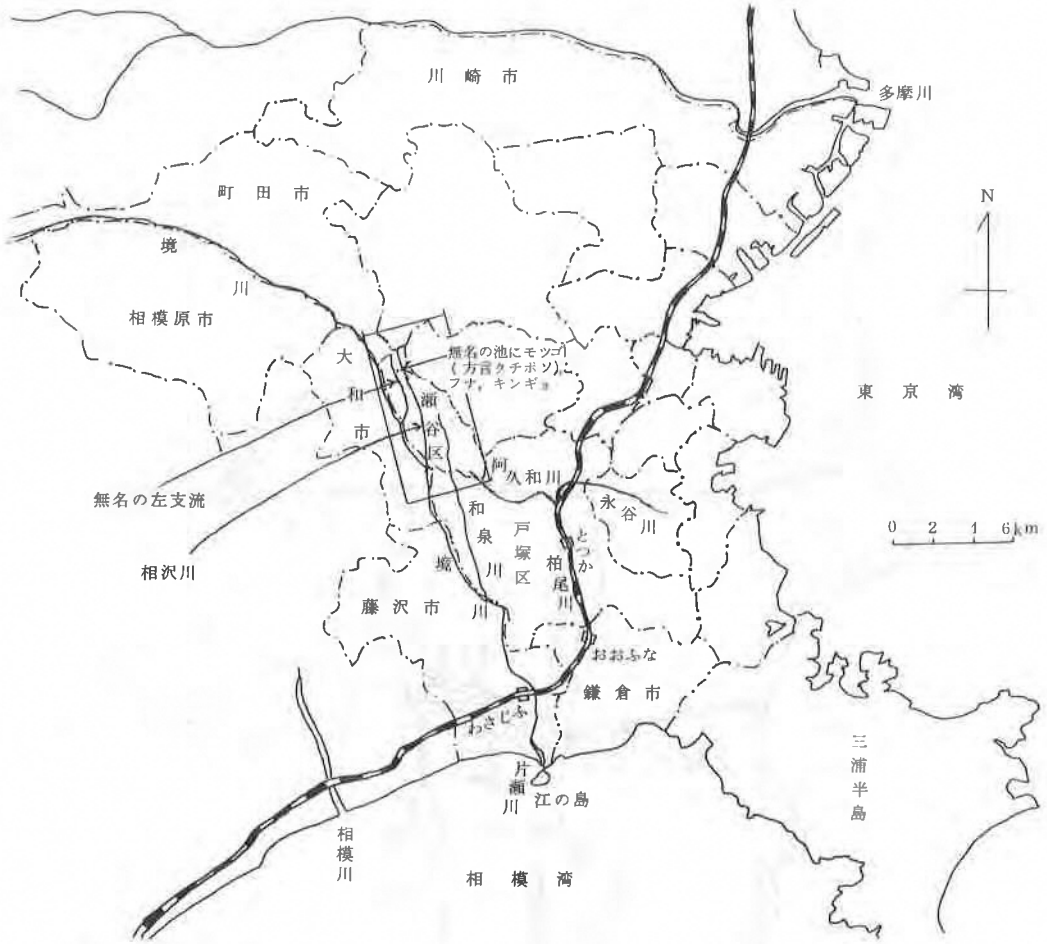 川崎市
多摩川
町田市
N
境川
相模原市
無名の池にモツゴ
(方言クチボソ),
フナ,キンギョ
大和市
瀬谷区
東京湾
無名の左支流
阿久和川
永谷川
0 2 4 6km
和泉川
戸塚区
とつか
柏尾川
相沢川
境川
藤沢市
おおふな
鎌倉市
わさじふ
三浦半島
片瀬川
江の島
相模川
相模湾